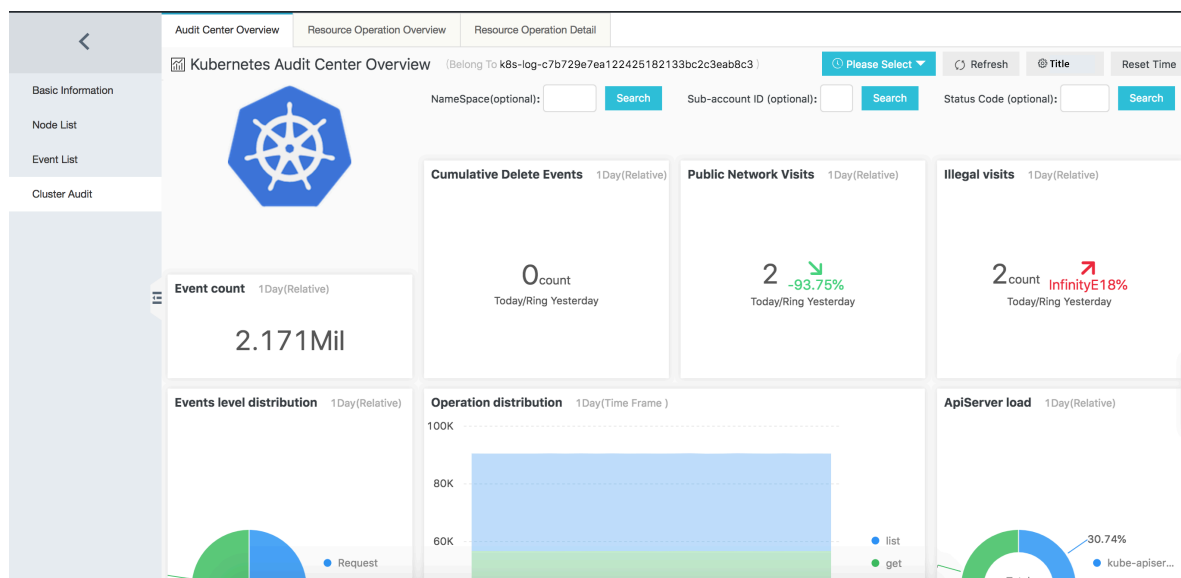 Audit Center Overview
Resource Operation Overview
Resource Operation Detail
Kubernetes Audit Center Overview (Belong To k8s-log-c7b729e7ea122425182133bc2c3eab8c3 )
Please Select
Refresh
Title
Reset Time
Basic Information
Node List
Event List
Cluster Audit
NameSpace(optional):
Search
Sub-account ID (optional):
Search
Status Code (optional):
Search
Cumulative Delete Events 1Day(Relative)
0count
Today/Ring Yesterday
Public Network Visits 1Day(Relative)
2 -93.75%
Today/Ring Yesterday
Illegal visits 1Day(Relative)
2count InfinityE18%
Today/Ring Yesterday
Event count 1Day(Relative)
2.171Mil
Events level distribution 1Day(Relative)
Request
Operation distribution 1Day(Time Frame )
100K
80K
60K
list
get
ApiServer load 1Day(Relative)
30.74%
kube-apiser...